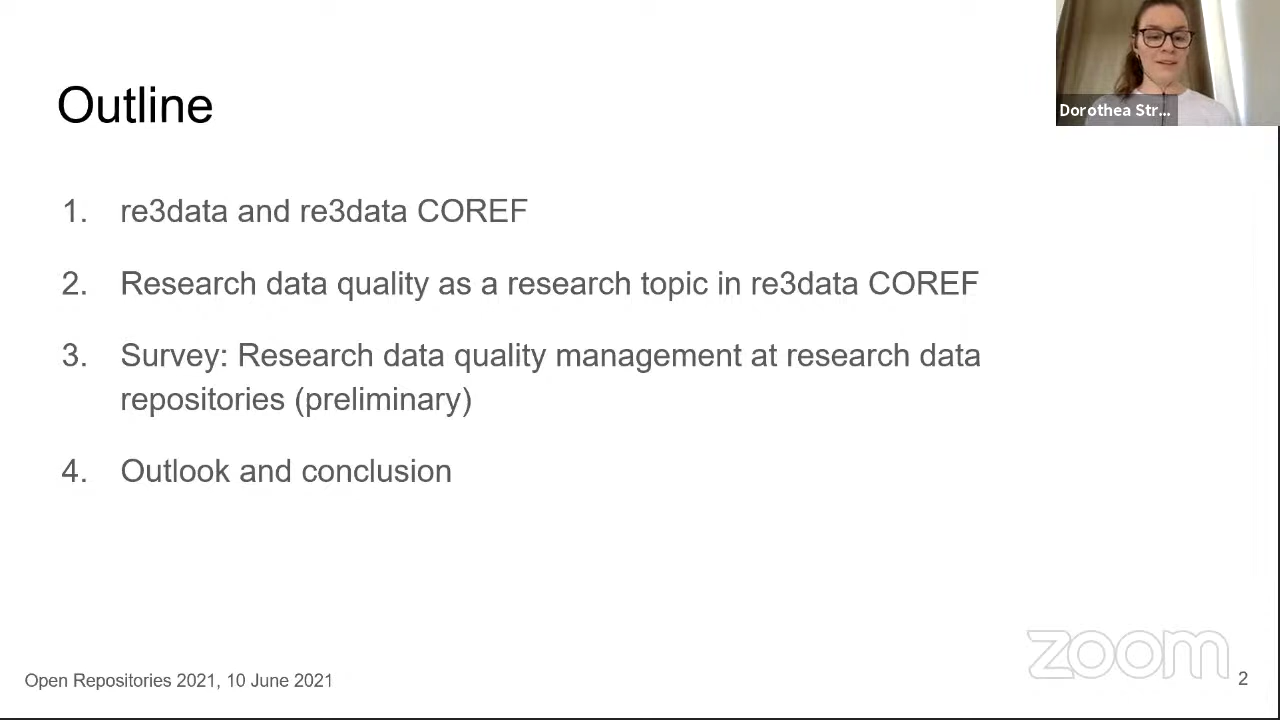 Outline
Dorothea Str...
1. re3data and re3data COREF
2. Research data quality as a research topic in re3data COREF
3. Survey: Research data quality management at research data
repositories (preliminary)
4. Outlook and conclusion
zoom
Open Repositories 2021, 10 June 2021
2